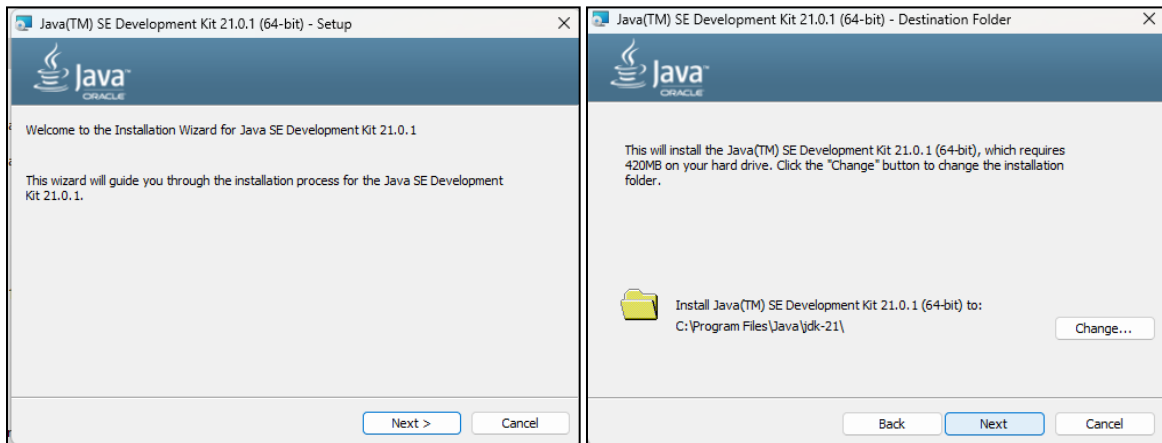 Java(TM) SE Development Kit 21.0.1 (64-bit) - Setup
Java™
ORACLE
Welcome to the Installation Wizard for Java SE Development Kit 21.0.1
This wizard will guide you through the installation process for the Java SE Development
Kit 21.0.1.
Next >
Cancel
Java(TM) SE Development Kit 21.0.1 (64-bit) - Destination Folder
Java™
ORACLE
This will install the Java(TM) SE Development Kit 21.0.1 (64-bit), which requires
420MB on your hard drive. Click the "Change" button to change the installation
folder.
Install Java(TM) SE Development Kit 21.0.1 (64-bit) to:
C:\Program Files\Java\jdk-21\
Change...
Back
Next
Cancel